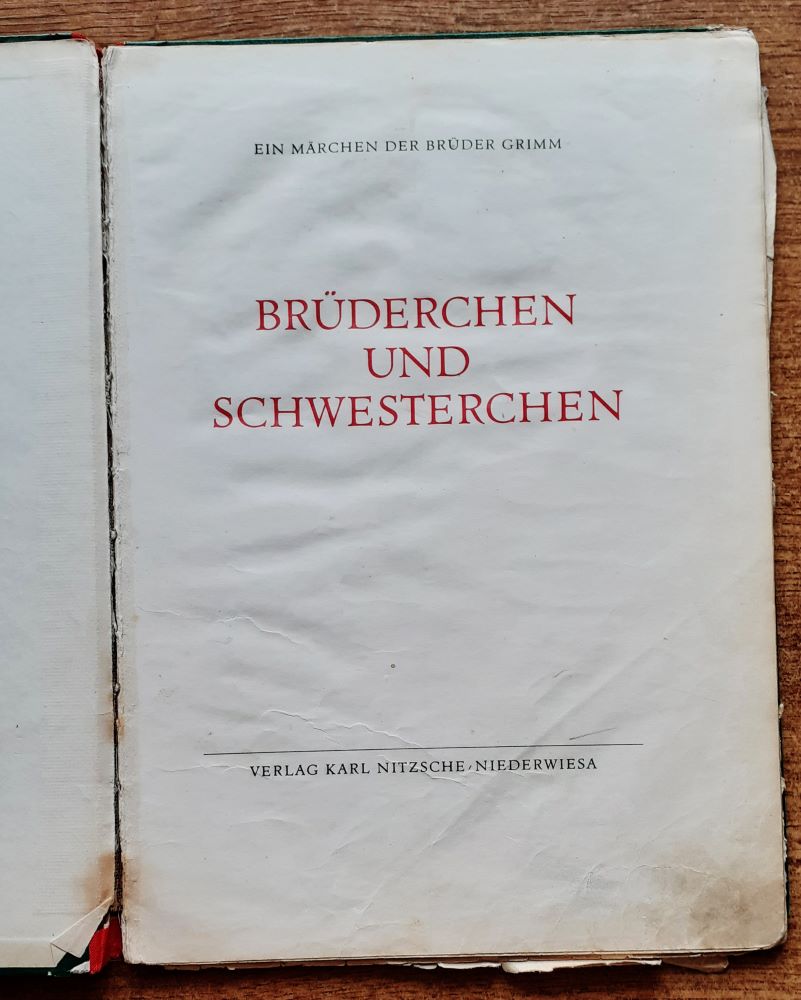 EIN MÄRCHEN DER BRÜDER GRIMM
BRÜDERCHEN
UND
SCHWESTERCHEN
VERLAG KARL NITZSCHE / NIEDERWIESA